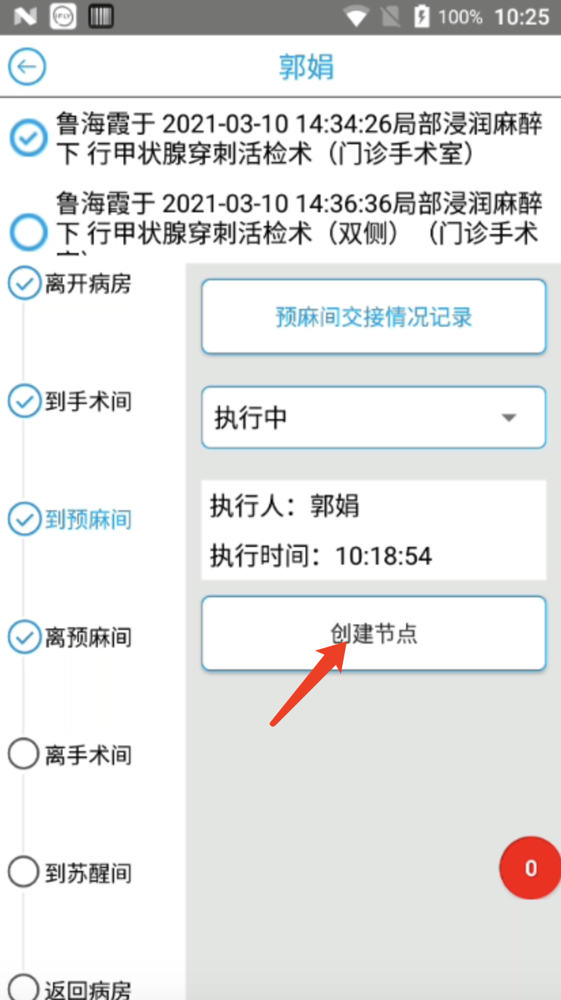 iFLY
100% 10:25
郭娟
鲁海霞于 2021-03-10 14:34:26局部浸润麻醉
下 行甲状腺穿刺活检术（门诊手术室）
鲁海霞于 2021-03-10 14:36:36局部浸润麻醉
下 行甲状腺穿刺活检术（双侧）（门诊手术
离开病房
预麻间交接情况记录
到手术间
执行中
到预麻间
执行人：郭娟
执行时间：10:18:54
离预麻间
创建节点
离手术间
到苏醒间
0
返回病房